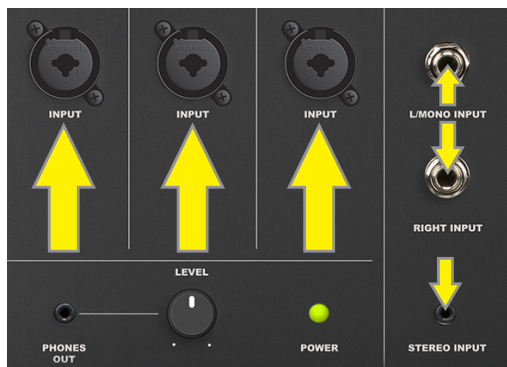 INPUT
INPUT
INPUT
L/MONO INPUT
RIGHT INPUT
LEVEL
PHONES
OUT
POWER
STEREO INPUT